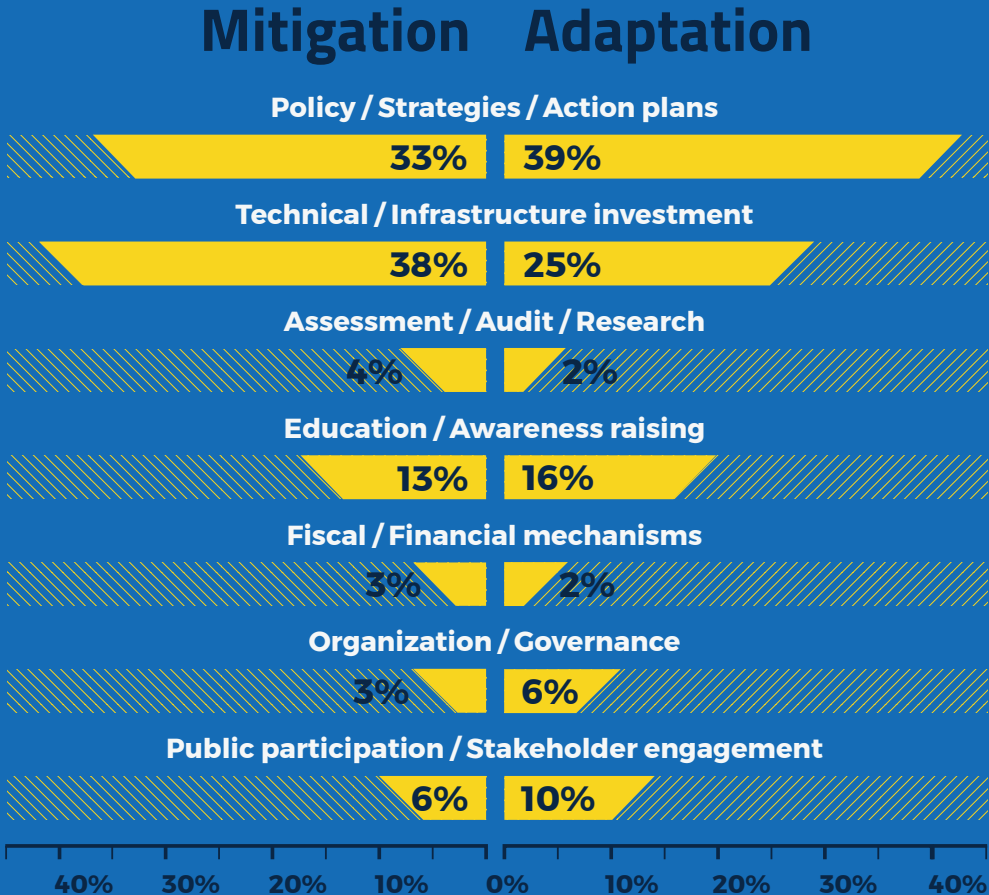 Mitigation Adaptation
Policy / Strategies / Action plans
33% 39%
Technical / Infrastructure investment
38% 25%
Assessment / Audit / Research
4% 2%
Education / Awareness raising
13% 16%
Fiscal / Financial mechanisms
3% 2%
Organization / Governance
3% 6%
Public participation / Stakeholder engagement
6% 10%
40% 30% 20% 10% 0% 10% 20% 30% 40%